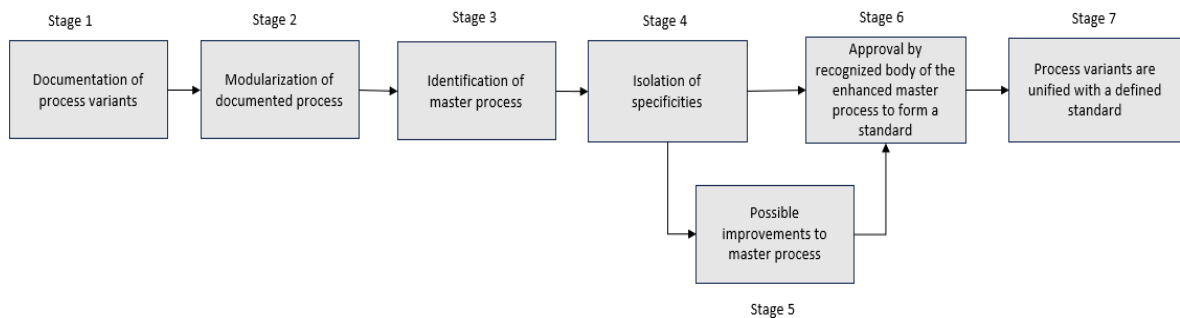 Stage 1
Stage 2
Stage 3
Stage 4
Stage 6
Stage 7
Documentation of
process variants
Modularization of
documented process
Identification of
master process
Isolation of
specificities
Approval by
recognized body of the
enhanced master
process to form a
standard
Process variants are
unified with a defined
standard
Possible
improvements to
master process
Stage 5